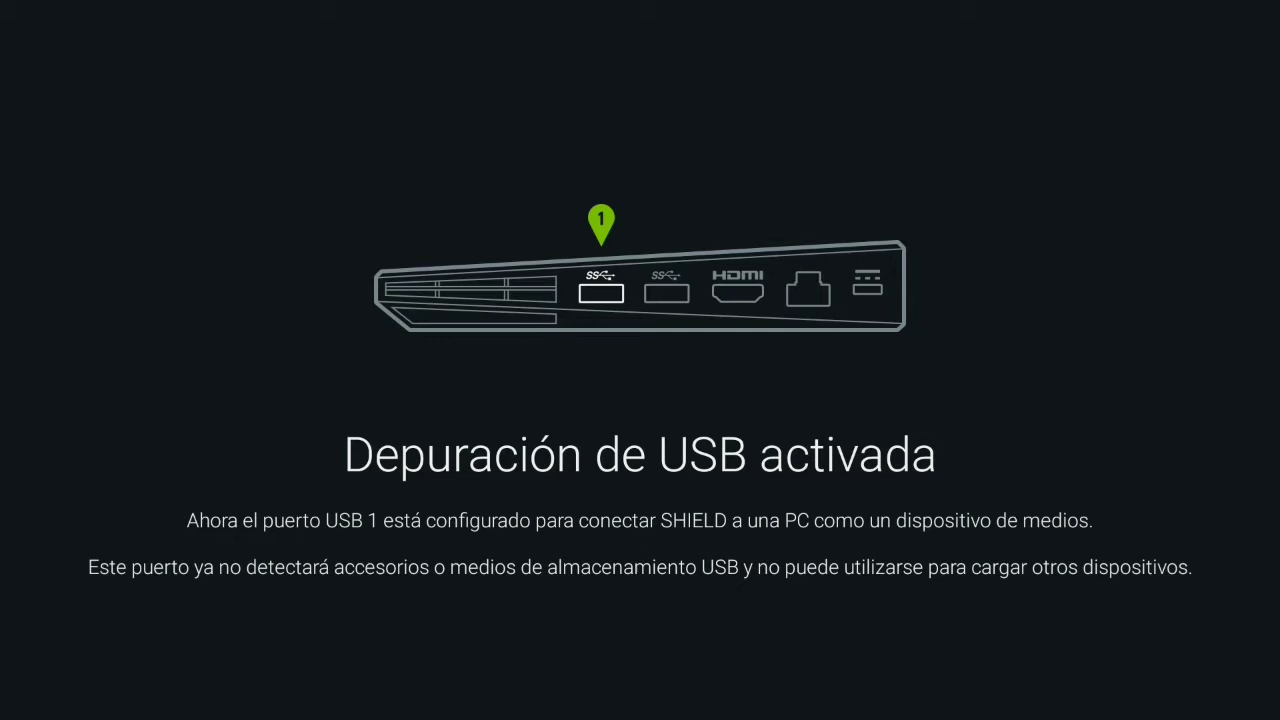 1
SS
SS
HDMI
Depuración de USB activada
Ahora el puerto USB 1 está configurado para conectar SHIELD a una PC como un dispositivo de medios.
Este puerto ya no detectará accesorios o medios de almacenamiento USB y no puede utilizarse para cargar otros dispositivos.